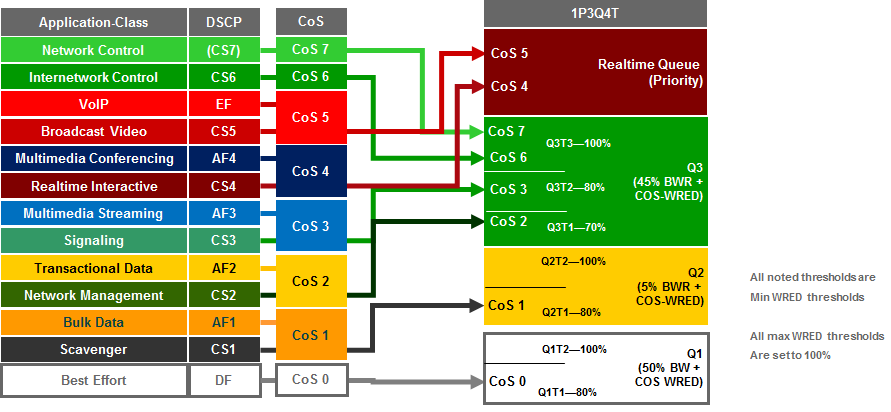 Application-Class DSCP CoS 1P3Q4T
Network Control (CS7) CoS 7
Internetwork Control CS6 CoS 6
VoIP EF CoS 5
Broadcast Video CS5
Multimedia Conferencing AF4 CoS 4
Realtime Interactive CS4
Multimedia Streaming AF3 CoS 3
Signaling CS3
Transactional Data AF2 CoS 2
Network Management CS2
Bulk Data AF1 CoS 1
Scavenger CS1
Best Effort DF CoS 0
CoS 5
CoS 4
Realtime Queue
(Priority)
CoS 7
Q3T3—100%
CoS 6
CoS 3
Q3T2—80%
CoS 2
Q3T1—70%
Q3
(45% BWR +
COS-WRED)
Q2T2—100%
CoS 1
Q2T1—80%
Q2
(5% BWR +
COS-WRED)
Q1T2—100%
CoS 0
Q1T1—80%
Q1
(50% BW +
COS WRED)
All noted thresholds are
Min WRED thresholds
All max WRED thresholds
Are set to 100%